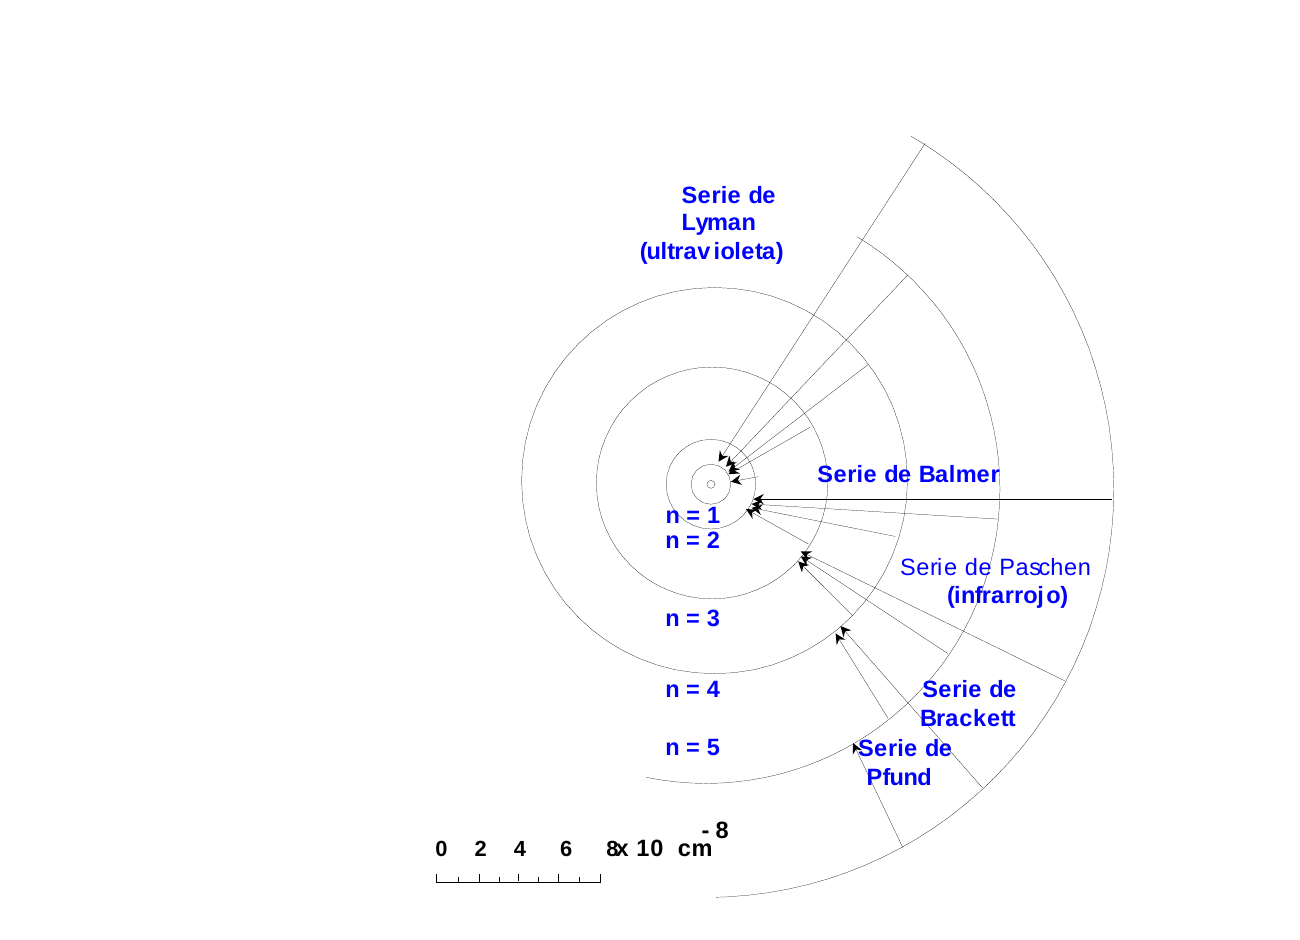 Serie de
Lyman
(ultravioleta)
Serie de Balmer
n = 1
n = 2
Serie de Paschen
(infrarrojo)
n = 3
n = 4
Serie de
Brackett
n = 5
Serie de
Pfund
0 2 4 6 8x 10 cm
- 8